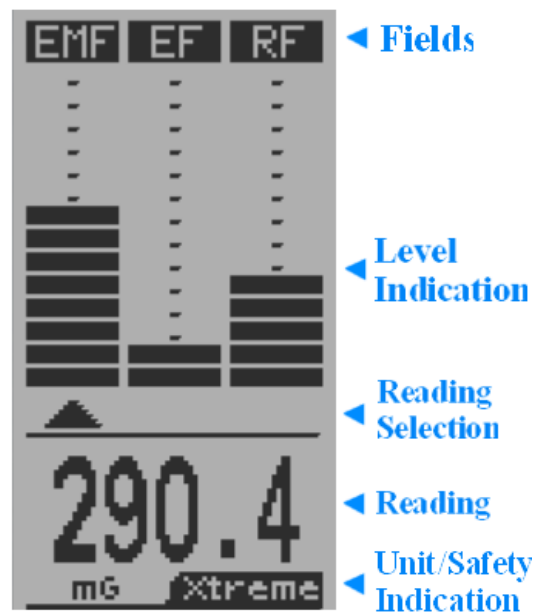 EMF EF RF Fields
Level
Indication
Reading
Selection
290.4 Reading
mG Xtreme Unit/Safety
Indication